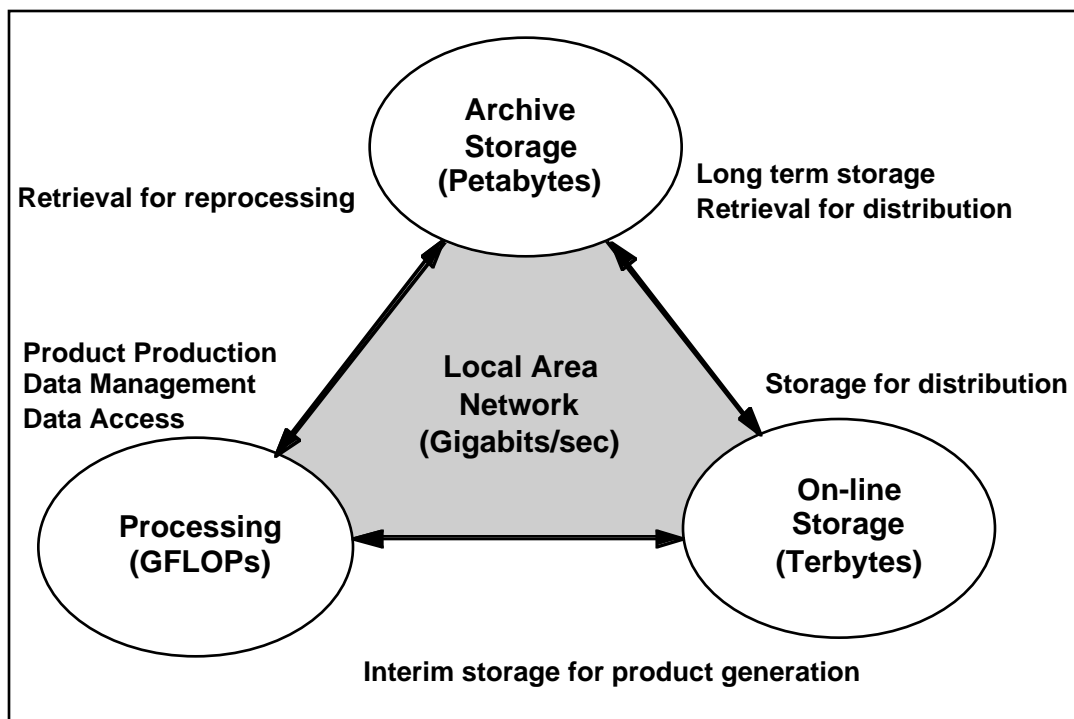 Archive
Storage
(Petabytes)
Retrieval for reprocessing
Long term storage
Retrieval for distribution
Product Production
Data Management
Data Access
Local Area
Network
(Gigabits/sec)
Storage for distribution
Processing
(GFLOPs)
On-line
Storage
(Terbytes)
Interim storage for product generation